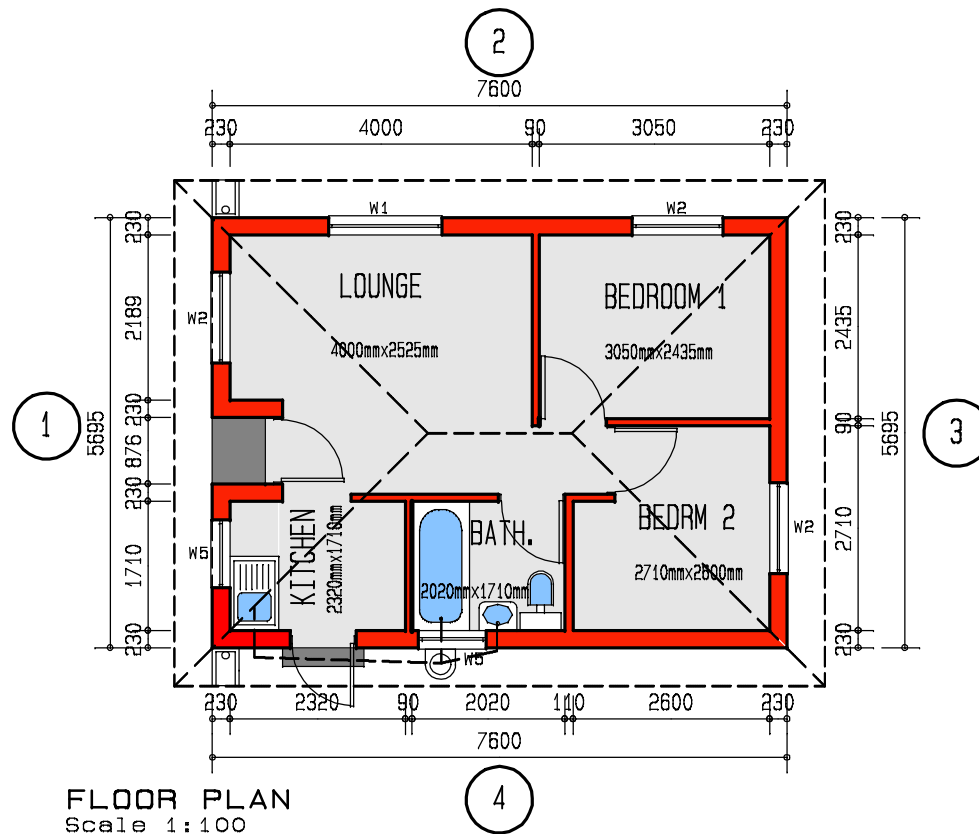 2
7600
230 4000 90 3050 230
W1
W2
230
2189
230
876
230
1710
230
5695
1
W2
W5
LOUNGE
4000mmx2525mm
BEDROOM 1
3050mmx2435mm
230
2435
90
2710
230
5695
3
W2
KITCHEN
2320mmx1710mm
BATH.
2020mmx1710mm
BEDRM 2
2710mmx2600mm
W5
230 2320 90 2020 110 2600 230
7600
4
FLOOR PLAN
Scale 1:100